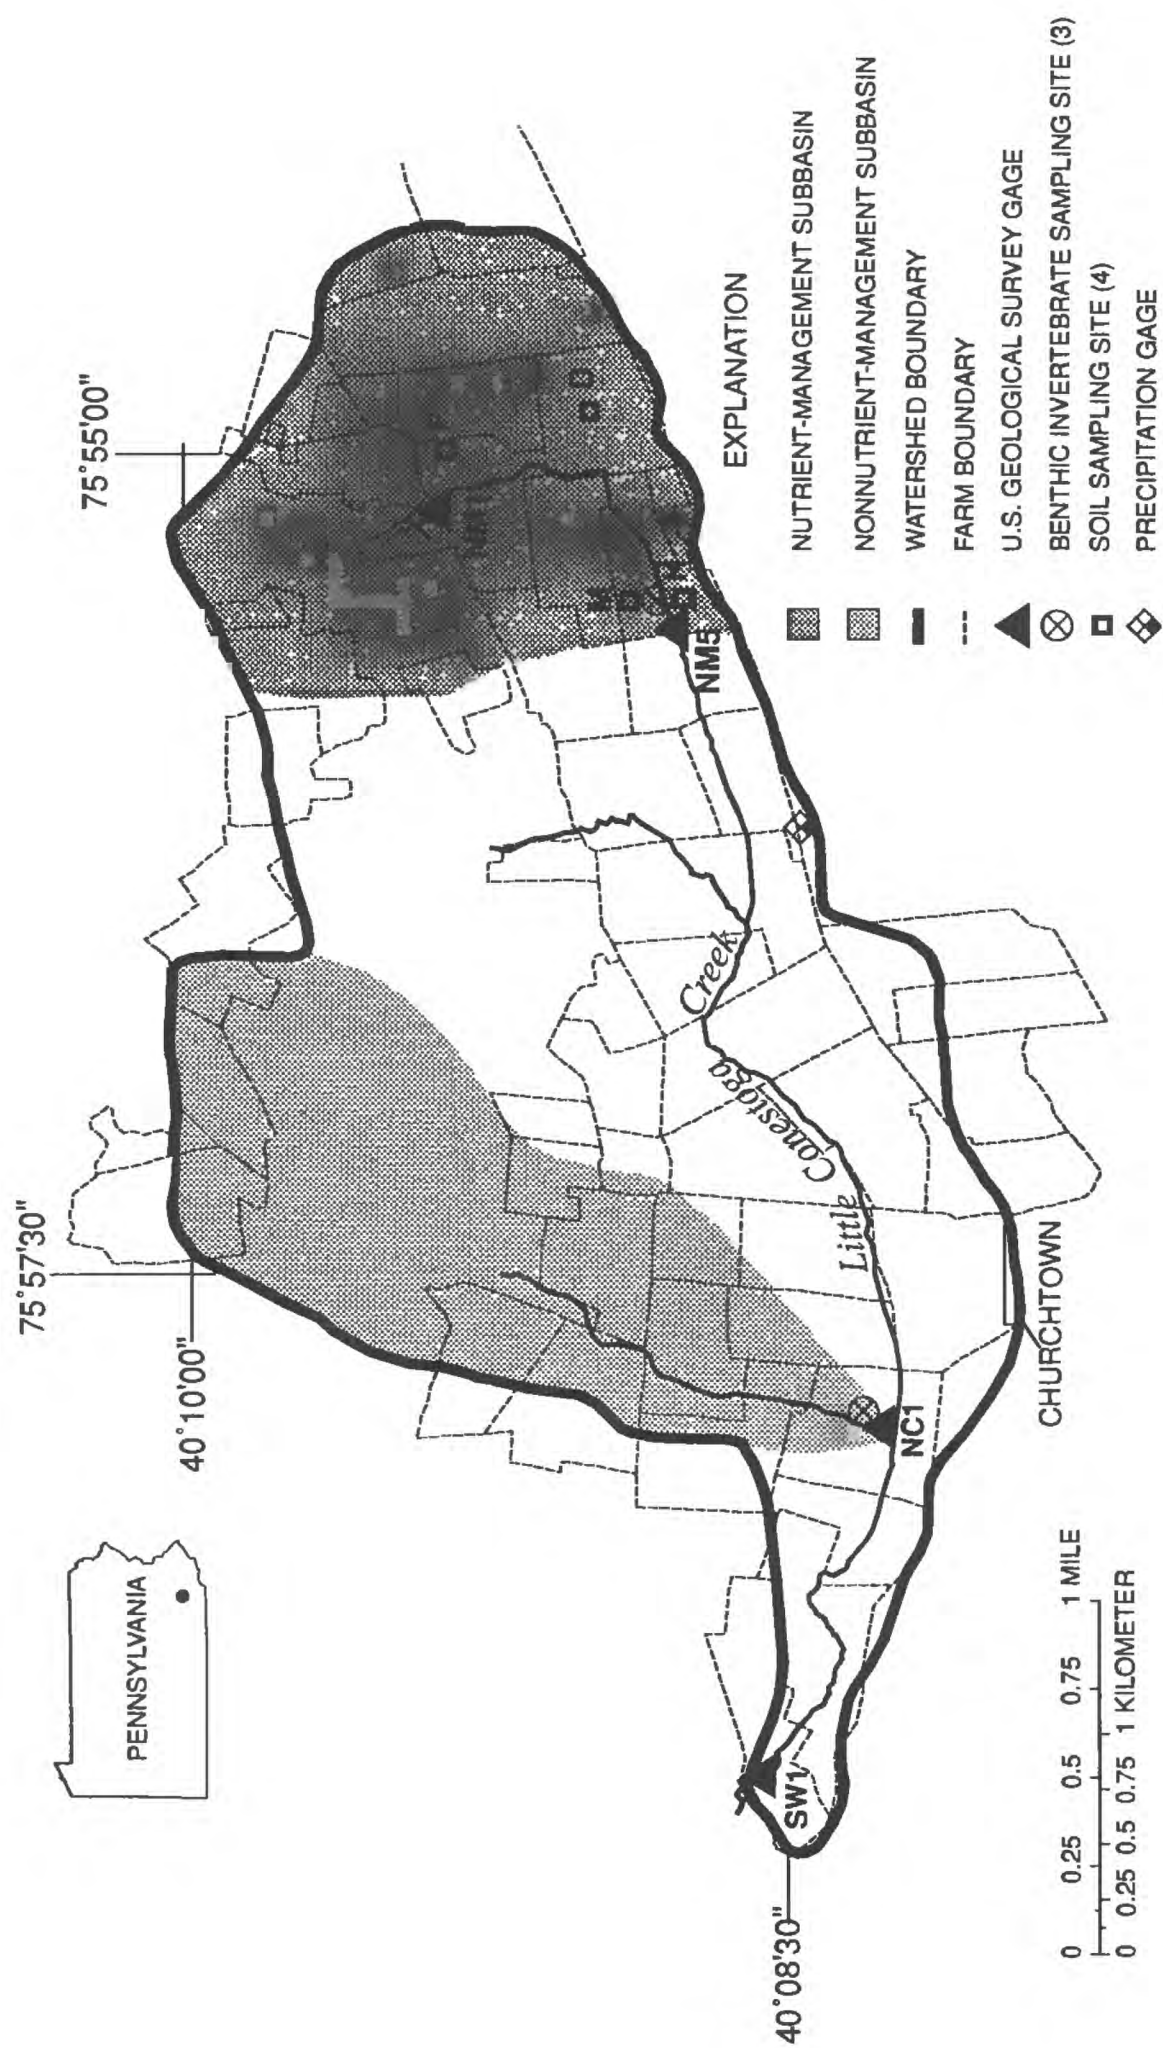 PENNSYLVANIA
75°57'30"
75°55'00"
40°10'00"
40°08'30"
NM5
NC1
SW1
Little Conestoga Creek
CHURCHTOWN
0 0.25 0.5 0.75 1 MILE
0 0.25 0.5 0.75 1 KILOMETER
EXPLANATION
NUTRIENT-MANAGEMENT SUBBASIN
NONNUTRIENT-MANAGEMENT SUBBASIN
WATERSHED BOUNDARY
FARM BOUNDARY
U.S. GEOLOGICAL SURVEY GAGE
BENTHIC INVERTEBRATE SAMPLING SITE (3)
SOIL SAMPLING SITE (4)
PRECIPITATION GAGE